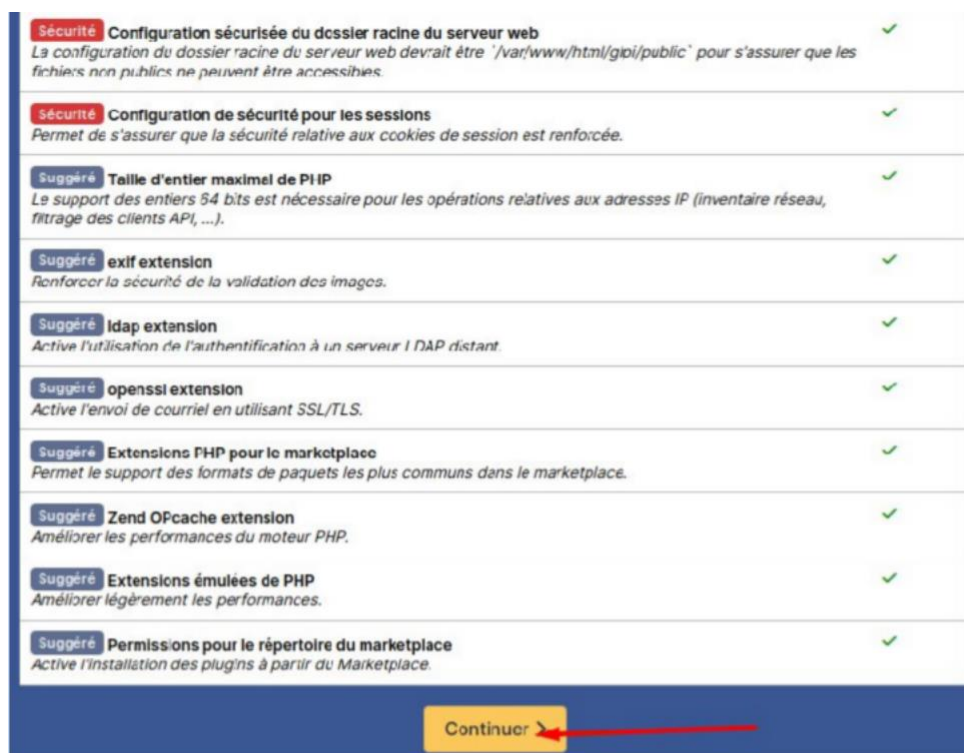 Sécurité Configuration sécurisée du dossier racine du serveur web
La configuration du dossier racine du serveur web devrait être `/var/www/html/glpi/public` pour s'assurer que les
fichiers non publics ne peuvent être accessibles.
Sécurité Configuration de sécurité pour les sessions
Permet de s'assurer que la sécurité relative aux cookies de session est renforcée.
Suggéré Taille d'entier maximal de PHP
Le support des entiers 64 bits est nécessaire pour les opérations relatives aux adresses IP (inventaire réseau,
filtrage des clients API, ...).
Suggéré exif extension
Renforcer la sécurité de la validation des images.
Suggéré ldap extension
Active l'utilisation de l'authentification à un serveur LDAP distant.
Suggéré openssl extension
Active l'envoi de courriel en utilisant SSL/TLS.
Suggéré Extensions PHP pour le marketplace
Permet le support des formats de paquets les plus communs dans le marketplace.
Suggéré Zend OPcache extension
Améliorer les performances du moteur PHP.
Suggéré Extensions émulées de PHP
Améliorer légèrement les performances.
Suggéré Permissions pour le répertoire du marketplace
Active l'installation des plugins à partir du Marketplace.
Continuer >